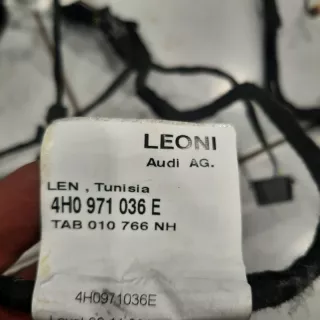 LEONI
Audi AG.
LEN , Tunisia
4H0 971 036 E
TAB 010 766 NH
4H0971036E